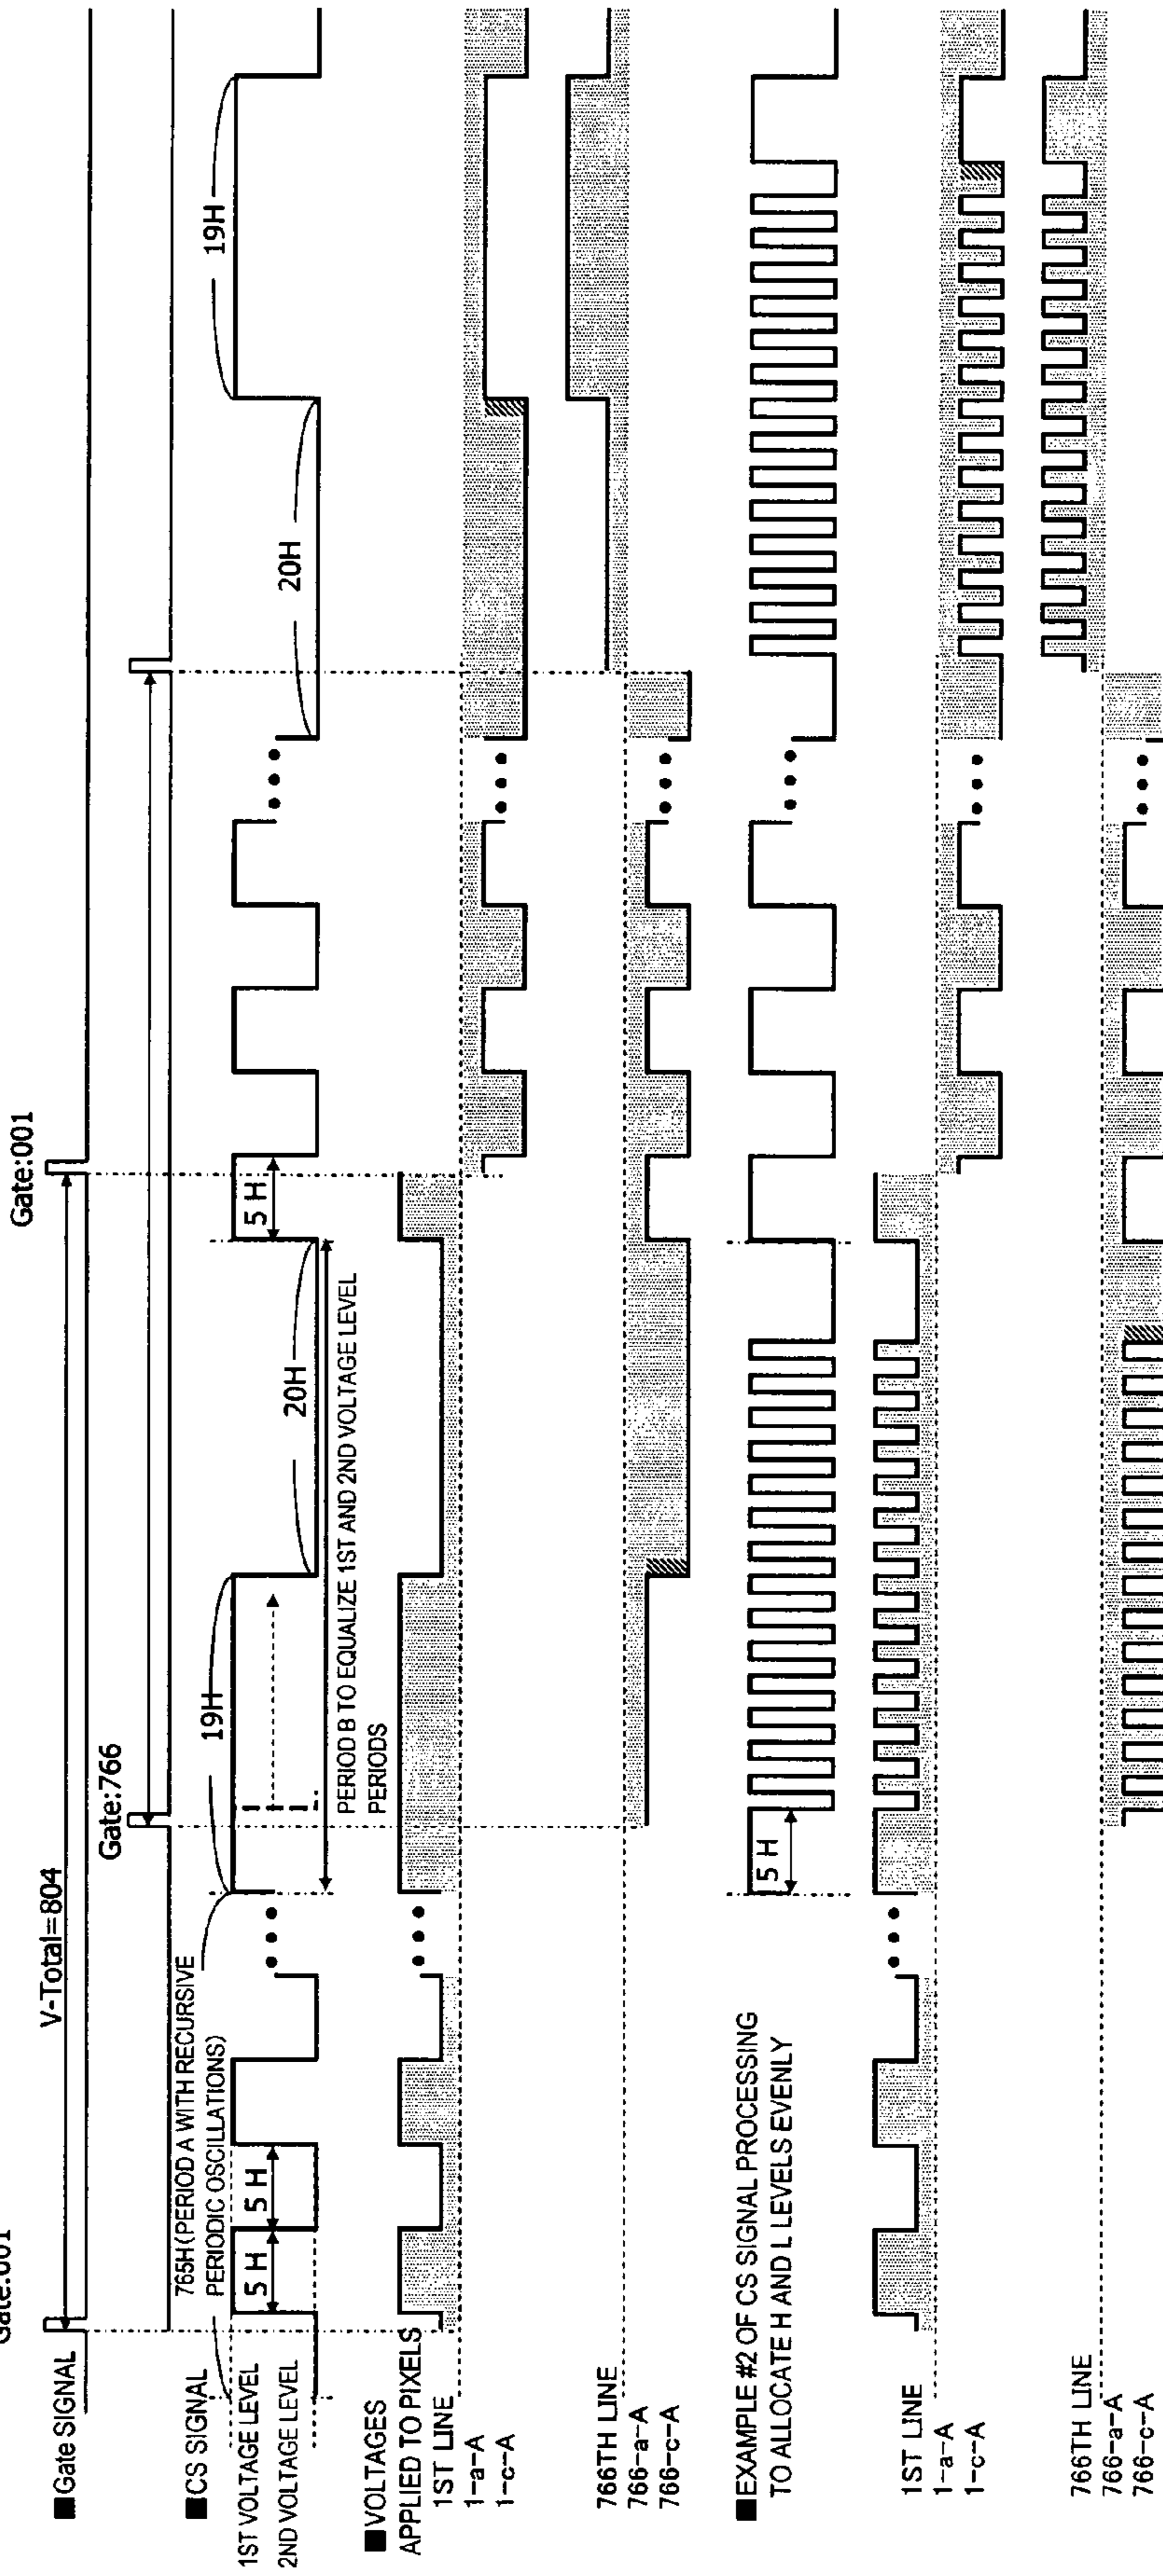 Gate:001
Gate:001
■Gate SIGNAL
V-Total=804
Gate:766
■CS SIGNAL
765H(PERIOD A WITH RECURSIVE
PERIODIC OSCILLATIONS)
1ST VOLTAGE LEVEL
2ND VOLTAGE LEVEL
5 H
5 H
19H
20H
5 H
20H
19H
PERIOD B TO EQUALIZE 1ST AND 2ND VOLTAGE LEVEL
PERIODS
■VOLTAGES
APPLIED TO PIXELS
1ST LINE
1-a-A
1-c-A
766TH LINE
766-a-A
766-c-A
■EXAMPLE #2 OF CS SIGNAL PROCESSING
TO ALLOCATE H AND L LEVELS EVENLY
5 H
1ST LINE
1-a-A
1-c-A
766TH LINE
766-a-A
766-c-A